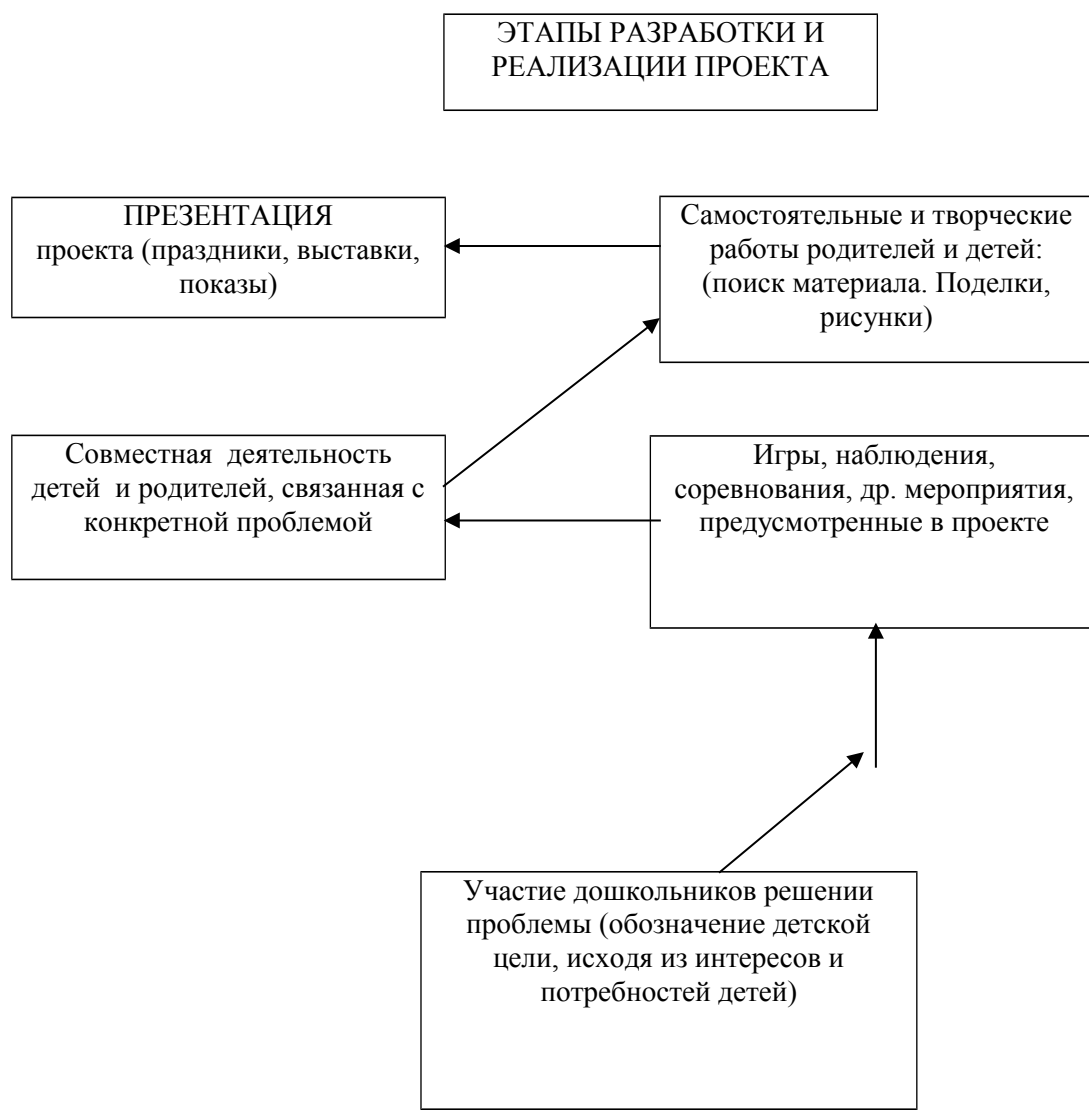 ЭТАПЫ РАЗРАБОТКИ И
РЕАЛИЗАЦИИ ПРОЕКТА
ПРЕЗЕНТАЦИЯ
проекта (праздники, выставки,
показы)
Самостоятельные и творческие
работы родителей и детей:
(поиск материала. Поделки,
рисунки)
Совместная деятельность
детей и родителей, связанная с
конкретной проблемой
Игры, наблюдения,
соревнования, др. мероприятия,
предусмотренные в проекте
Участие дошкольников решении
проблемы (обозначение детской
цели, исходя из интересов и
потребностей детей)